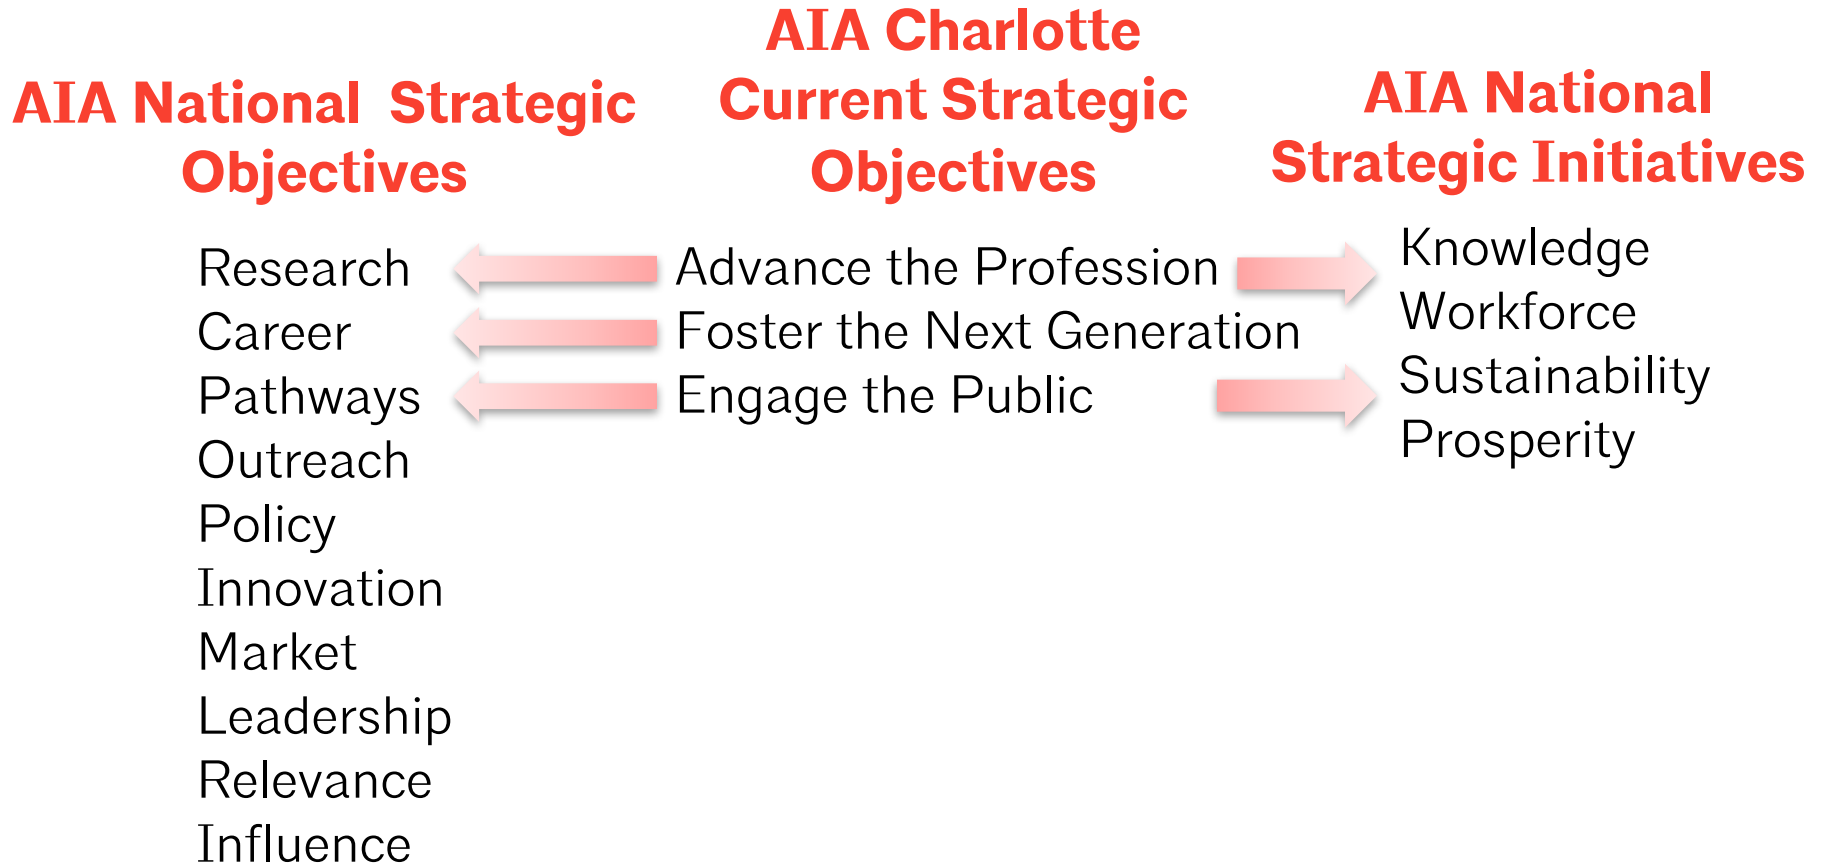 AIA National Strategic
Objectives
Research
Career
Pathways
Outreach
Policy
Innovation
Market
Leadership
Relevance
Influence
AIA Charlotte
Current Strategic
Objectives
Advance the Profession
Foster the Next Generation
Engage the Public
AIA National
Strategic Initiatives
Knowledge
Workforce
Sustainability
Prosperity